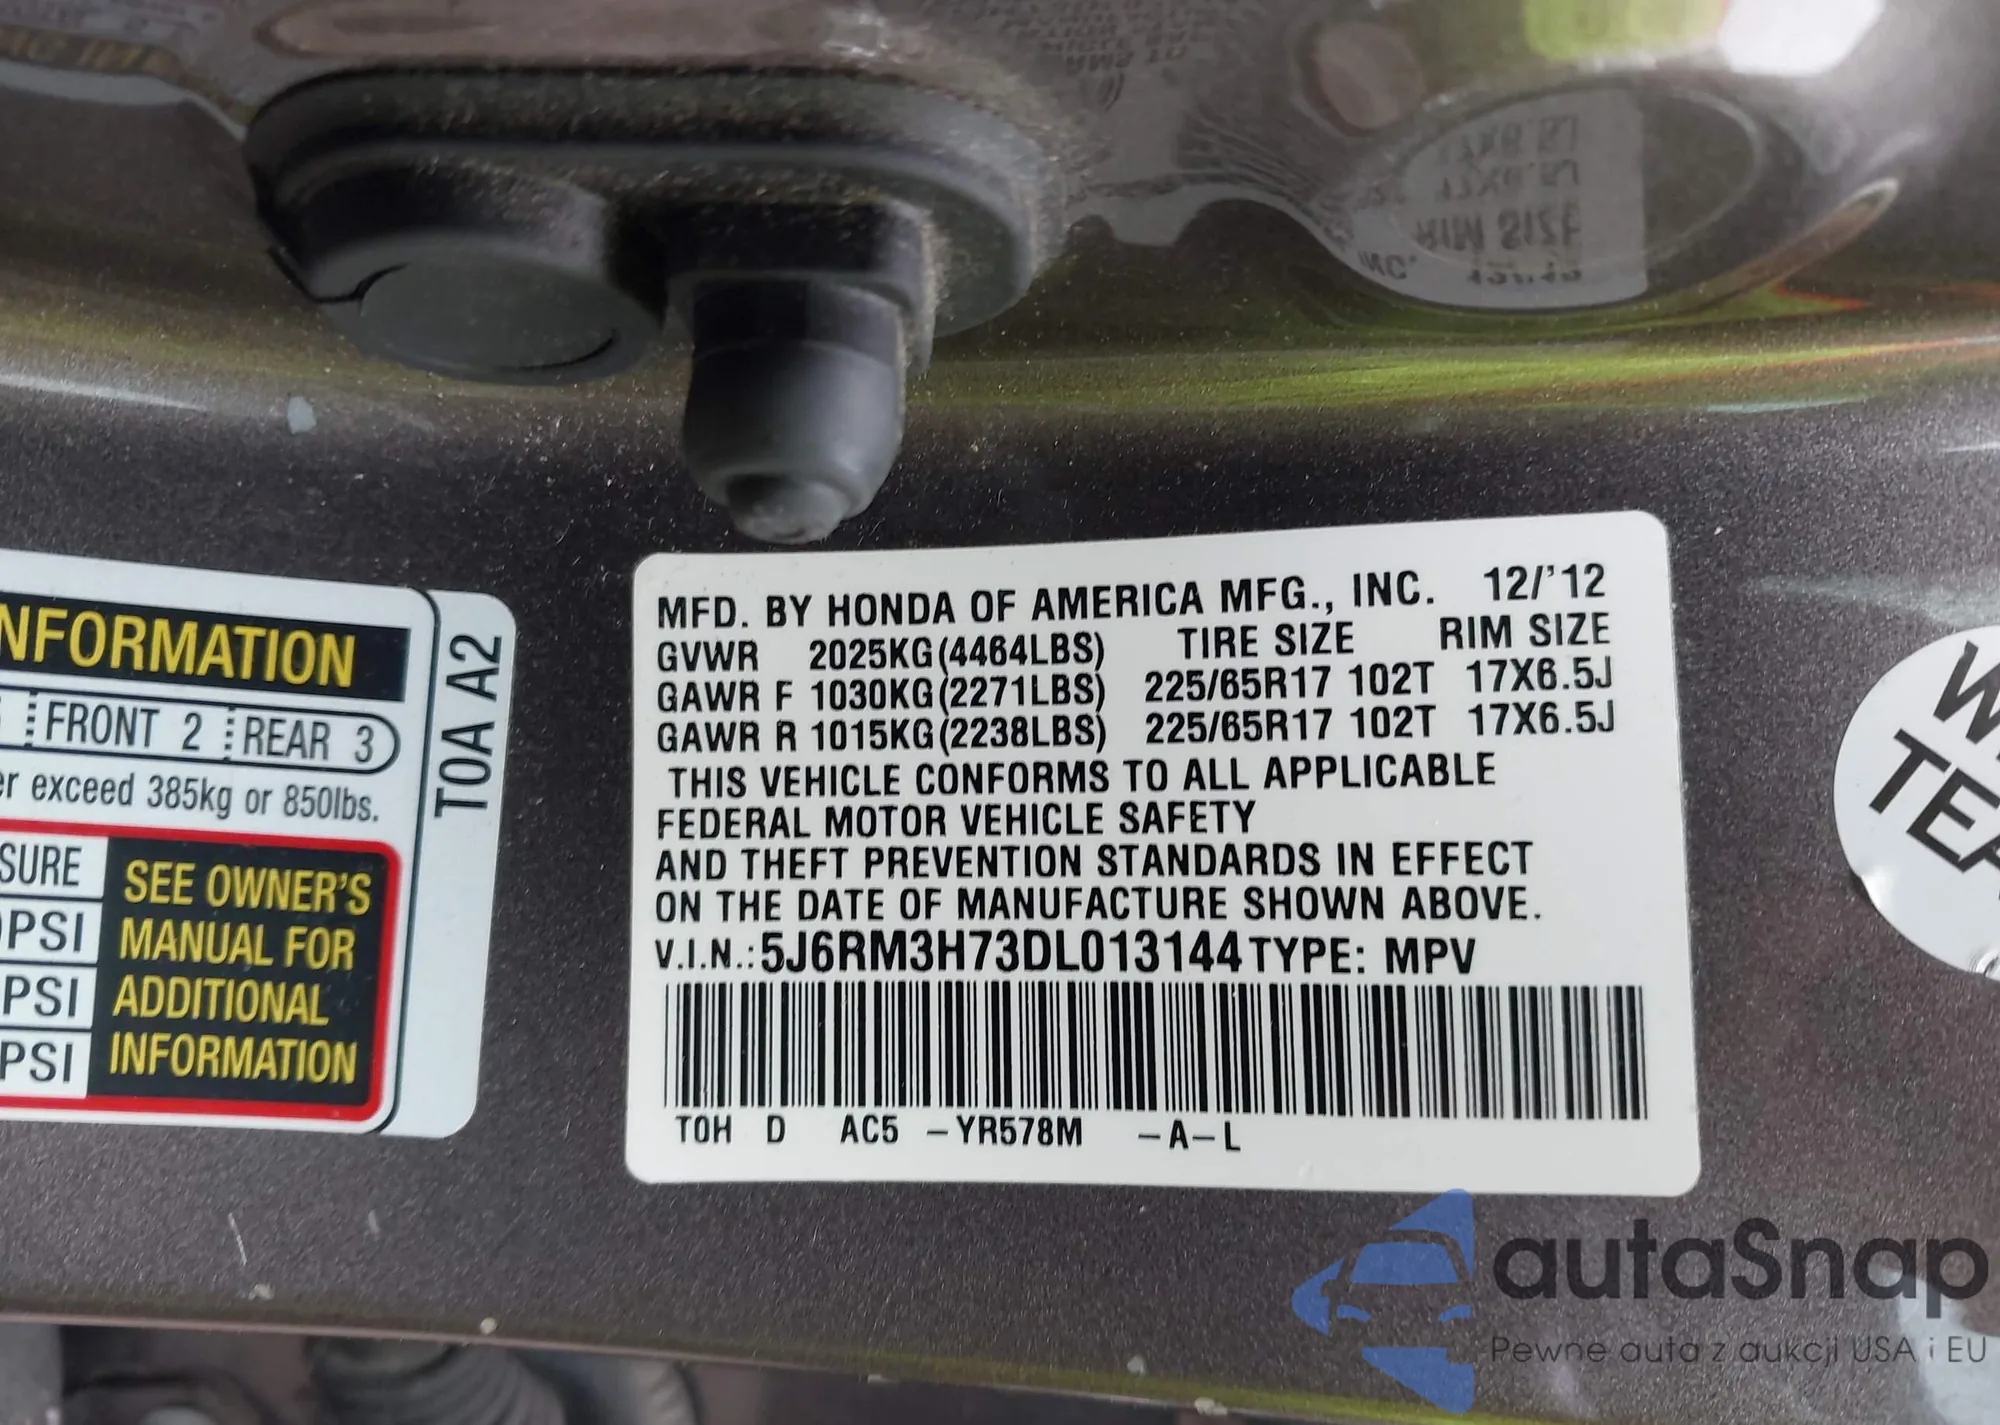 NFORMATION
FRONT 2 REAR 3
exceed 385kg or 850lbs.
SURE
PSI
PSI
PSI
SEE OWNER'S
MANUAL FOR
ADDITIONAL
INFORMATION
T0A A2
MFD. BY HONDA OF AMERICA MFG., INC. 12/'12
GVWR 2025KG(4464LBS) TIRE SIZE RIM SIZE
GAWR F 1030KG(2271LBS) 225/65R17 102T 17X6.5J
GAWR R 1015KG(2238LBS) 225/65R17 102T 17X6.5J
THIS VEHICLE CONFORMS TO ALL APPLICABLE
FEDERAL MOTOR VEHICLE SAFETY
AND THEFT PREVENTION STANDARDS IN EFFECT
ON THE DATE OF MANUFACTURE SHOWN ABOVE.
V.I.N.: 5J6RM3H73DL013144 TYPE: MPV
T0H D AC5 -YR578M -A-L
TEA
autaSnap
Pewne auta z aukcji USA i EU